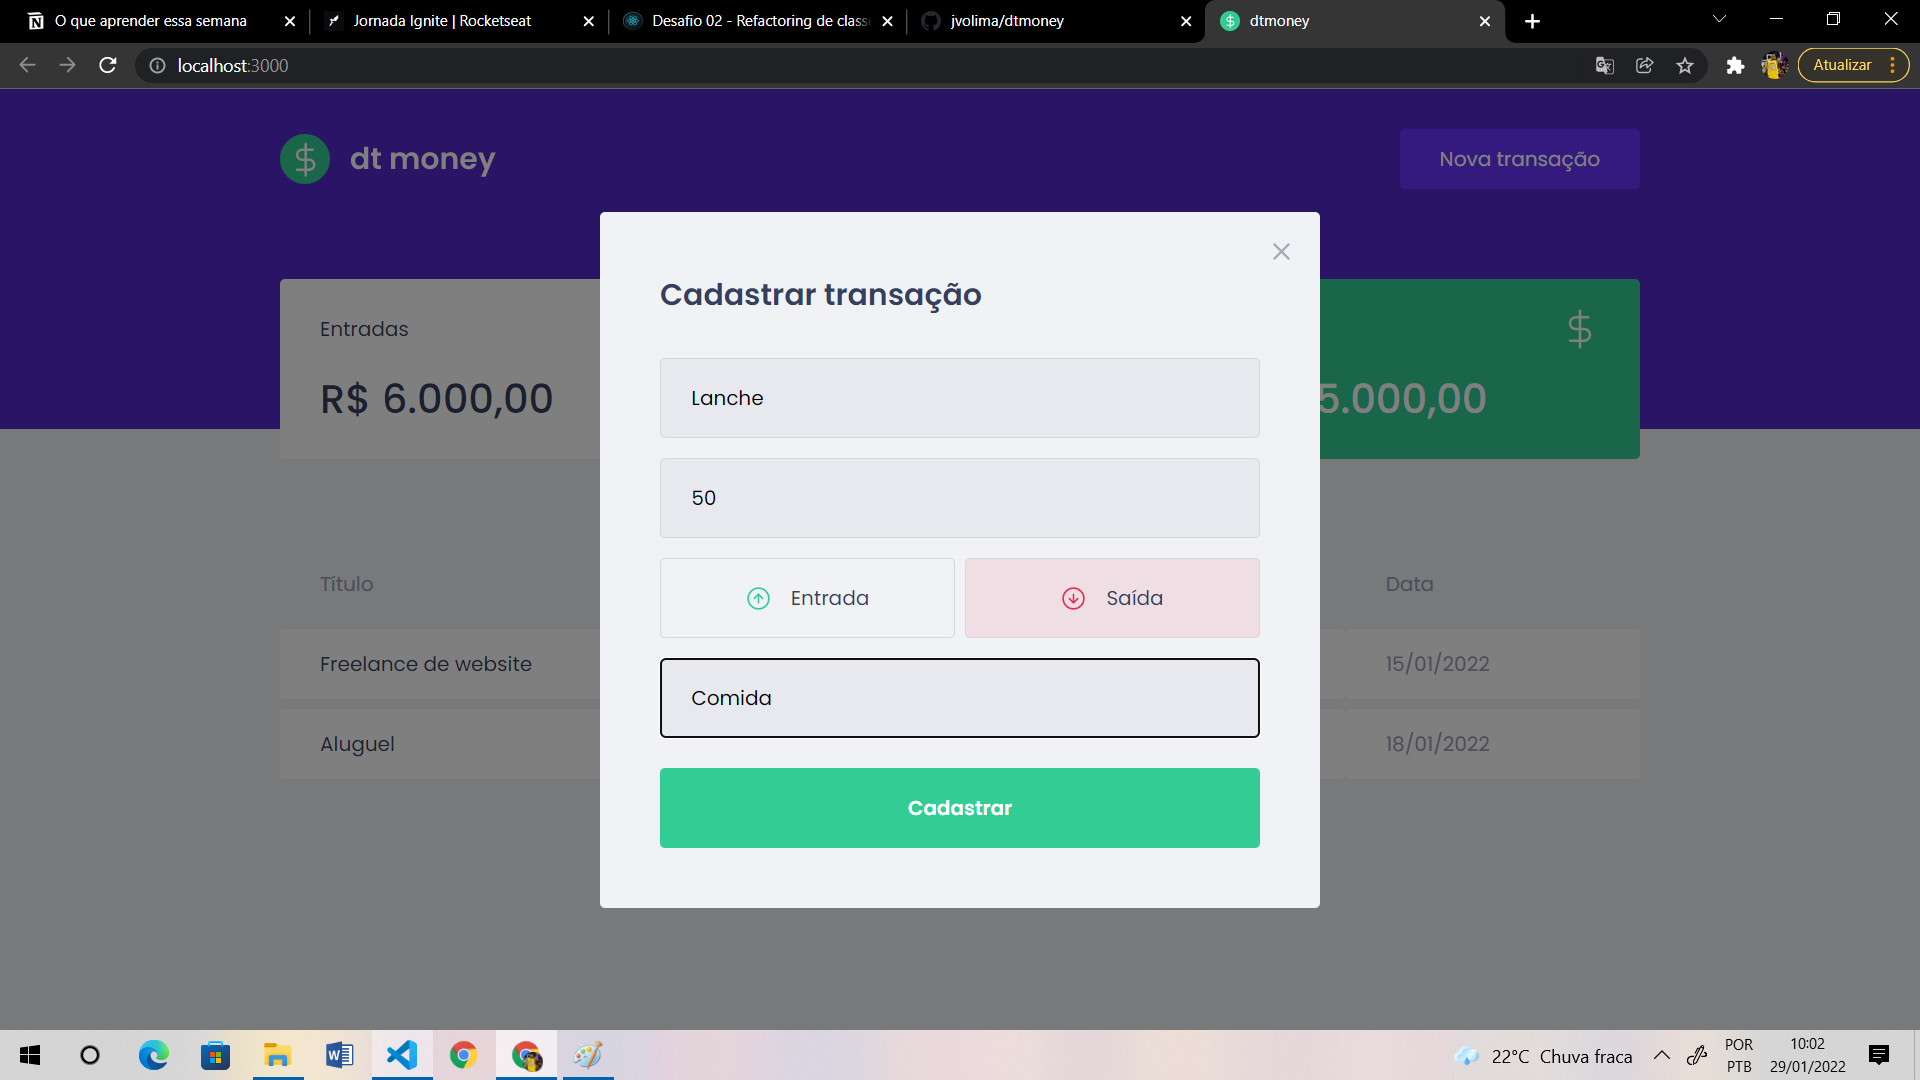 O que aprender essa semana
Jornada Ignite | Rocketseat
Desafio 02 - Refactoring de class
jvolima/dtmoney
dtmoney
localhost:3000
Atualizar
dt money
Nova transação
Cadastrar transação
Entradas
R$ 6.000,00
5.000,00
Lanche
50
Entrada
Saída
Título
Data
Freelance de website
15/01/2022
Comida
Aluguel
18/01/2022
Cadastrar
22°C Chuva fraca
POR
PTB
10:02
29/01/2022